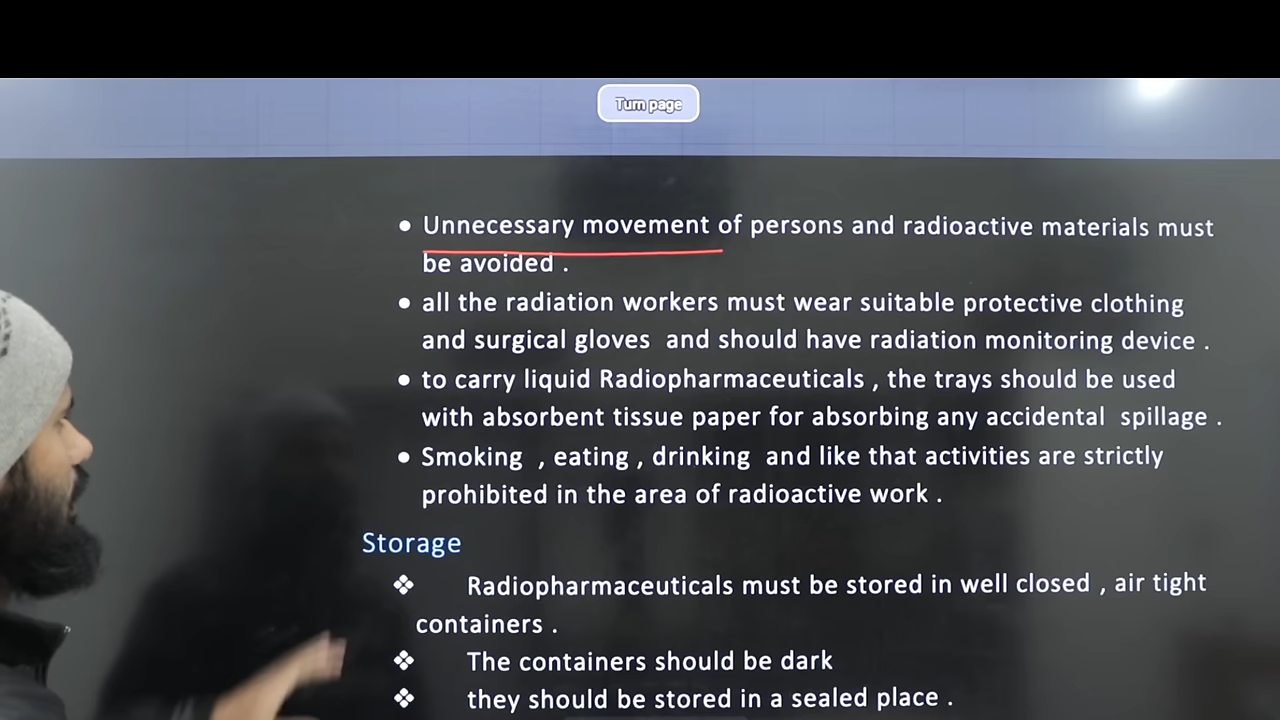 Turn page
• Unnecessary movement of persons and radioactive materials must
be avoided .
• all the radiation workers must wear suitable protective clothing
and surgical gloves and should have radiation monitoring device .
• to carry liquid Radiopharmaceuticals , the trays should be used
with absorbent tissue paper for absorbing any accidental spillage .
• Smoking , eating , drinking and like that activities are strictly
prohibited in the area of radioactive work .
Storage
❖ Radiopharmaceuticals must be stored in well closed , air tight
containers .
❖ The containers should be dark
❖ they should be stored in a sealed place .